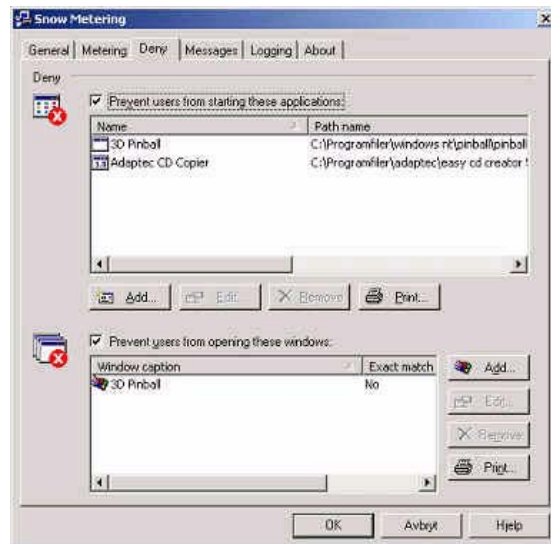 Snow Metering
General Metering Deny Messages Logging About
Deny
Prevent users from starting these applications:
Name Path name
3D Pinball C:\Programfiler\windows nt\pinball\pinball
Adaptec CD Copier C:\Programfiler\adaptec\easy cd creator
Add... Edit... Remove Print...
Prevent users from opening these windows:
Window caption Exact match
3D Pinball No
Add...
Edit...
Remove
Print...
OK Avbryt Hjelp